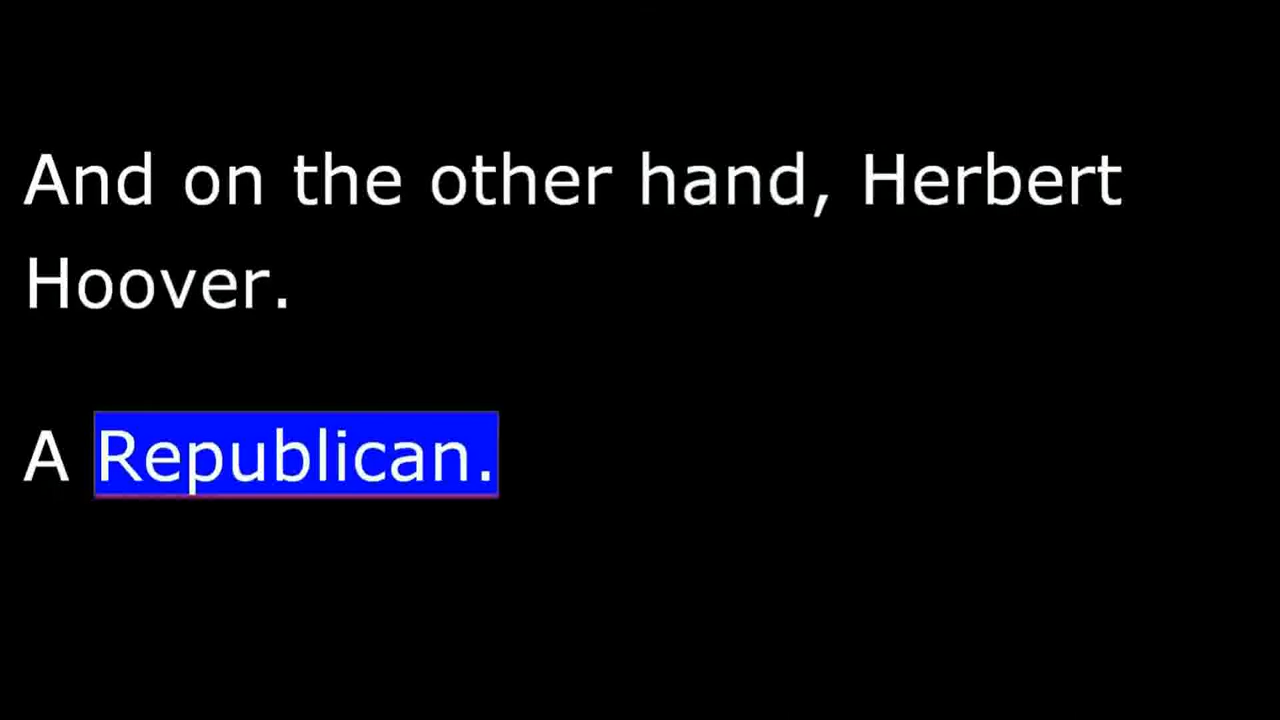 And on the other hand, Herbert
Hoover.
A Republican.